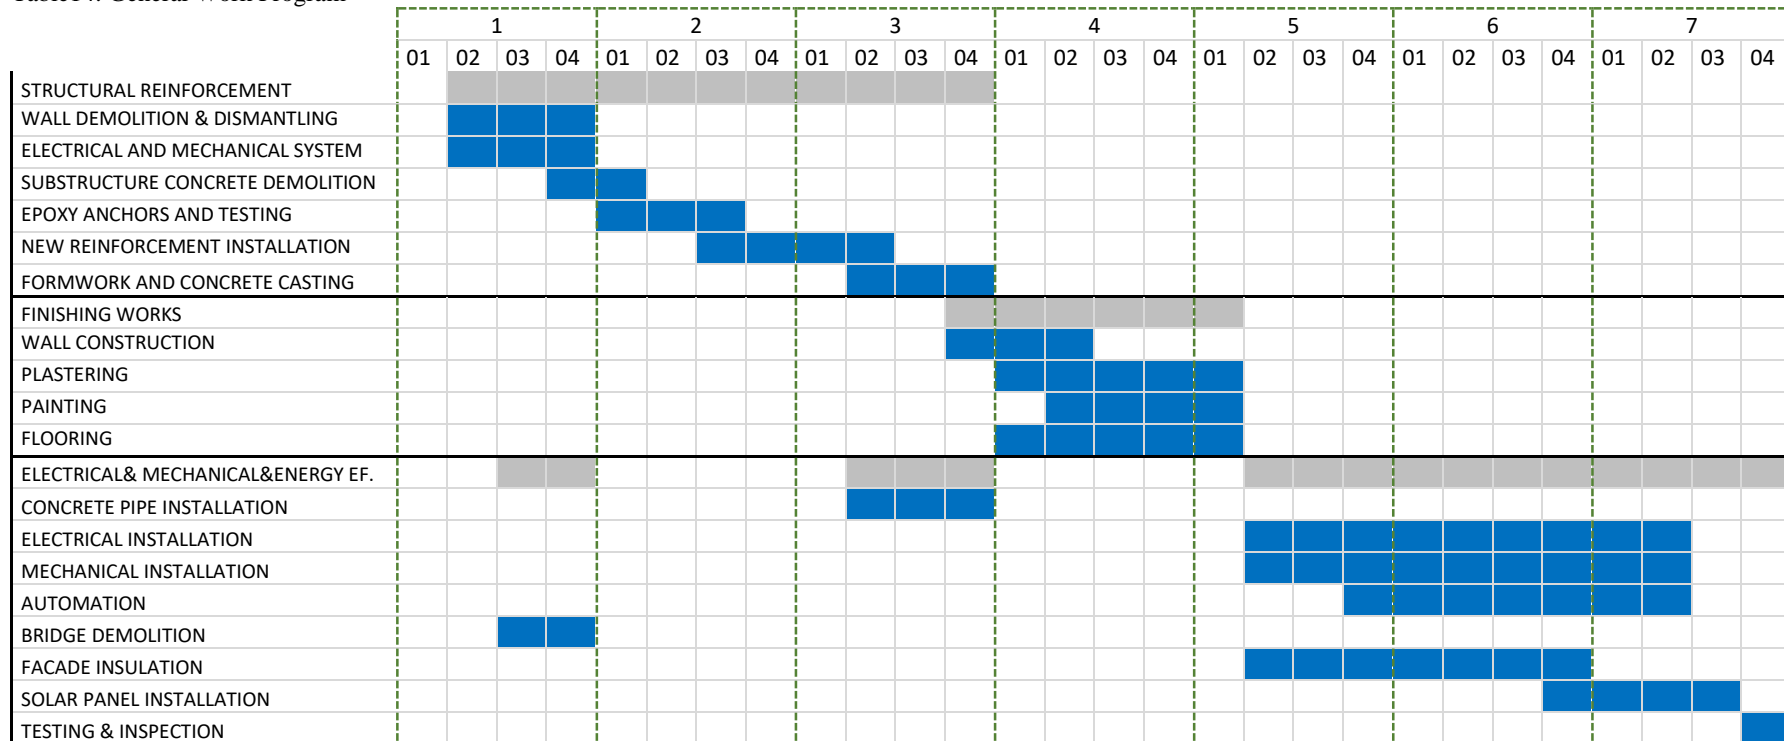 Table14. General Work Program
1 2 3 4 5 6 7
01 02 03 04 01 02 03 04 01 02 03 04 01 02 03 04 01 02 03 04 01 02 03 04 01 02 03 04
STRUCTURAL REINFORCEMENT
WALL DEMOLITION & DISMANTLING
ELECTRICAL AND MECHANICAL SYSTEM
SUBSTRUCTURE CONCRETE DEMOLITION
EPOXY ANCHORS AND TESTING
NEW REINFORCEMENT INSTALLATION
FORMWORK AND CONCRETE CASTING
FINISHING WORKS
WALL CONSTRUCTION
PLASTERING
PAINTING
FLOORING
ELECTRICAL& MECHANICAL&ENERGY EF.
CONCRETE PIPE INSTALLATION
ELECTRICAL INSTALLATION
MECHANICAL INSTALLATION
AUTOMATION
BRIDGE DEMOLITION
FACADE INSULATION
SOLAR PANEL INSTALLATION
TESTING & INSPECTION